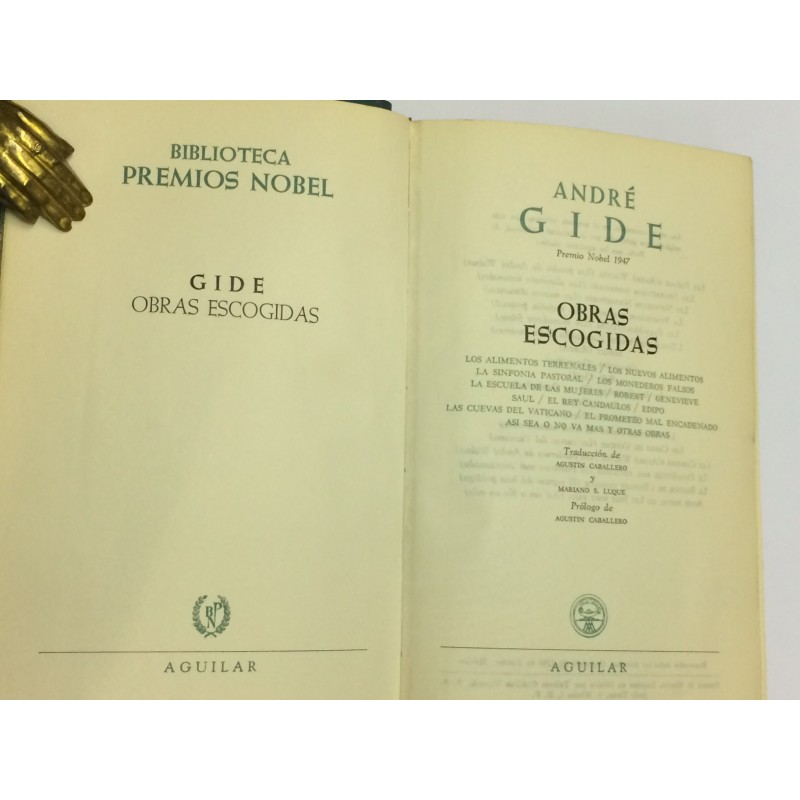 BIBLIOTECA
PREMIOS NOBEL
GIDE
OBRAS ESCOGIDAS
BPN
AGUILAR
ANDRÉ
GIDE
Premio Nobel 1947
OBRAS
ESCOGIDAS
LOS ALIMENTOS TERRENALES / LOS NUEVOS ALIMENTOS
LA SINFONIA PASTORAL / LOS MONEDEROS FALSOS
LA ESCUELA DE LAS MUJERES / ROBERT / GENEVIEVE
SAUL / EL REY CANDAULOS / EDIPO
LAS CUEVAS DEL VATICANO / EL PROMETEO MAL ENCADENADO
ASI SEA O NO VA MAS Y OTRAS OBRAS
Traducción de
AGUSTIN CABALLERO
y
MARIANO S. LUQUE
Prólogo de
AGUSTIN CABALLERO
AGUILAR